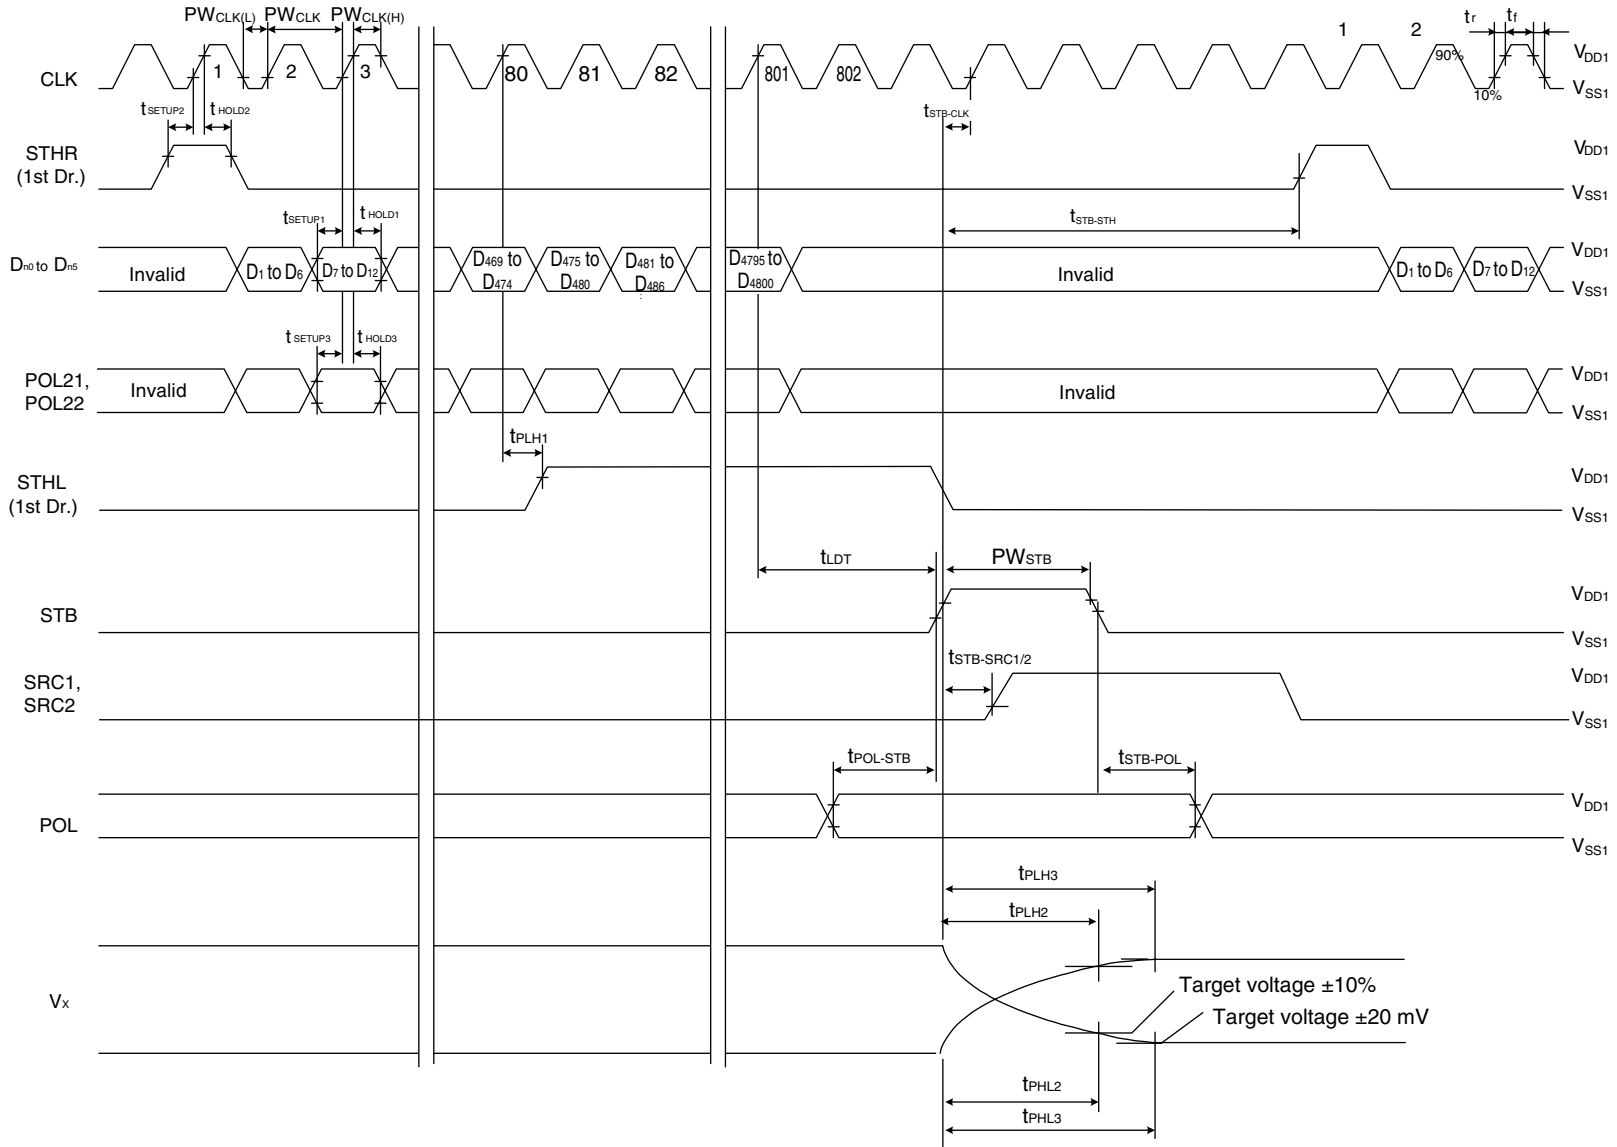 PWCLK(L) PWCLK PWCLK(H) 1 2 tr tf
CLK 1 2 3 80 81 82 801 802 90% 10% VDD1
VSS1
tSETUP2 tHOLD2 tSTB-CLK
STHR
(1st Dr.)
VDD1
VSS1
tSETUP1 tHOLD1 tSTB-STH
Dn0 to Dn5
Invalid D1 to D6 D7 to D12 D469 to
D474 D475 to
D480 D481 to
D486 D4795 to
D4800 Invalid D1 to D6 D7 to D12
VDD1
VSS1
tSETUP3 tHOLD3
POL21,
POL22
Invalid Invalid
VDD1
VSS1
tPLH1
STHL
(1st Dr.)
VDD1
VSS1
tLDT PWSTB
STB
VDD1
VSS1
tSTB-SRC1/2
SRC1,
SRC2
VDD1
VSS1
tPOL-STB tSTB-POL
POL
VDD1
VSS1
tPLH3
tPLH2
Vx
Target voltage ±10%
Target voltage ±20 mV
tPHL2
tPHL3